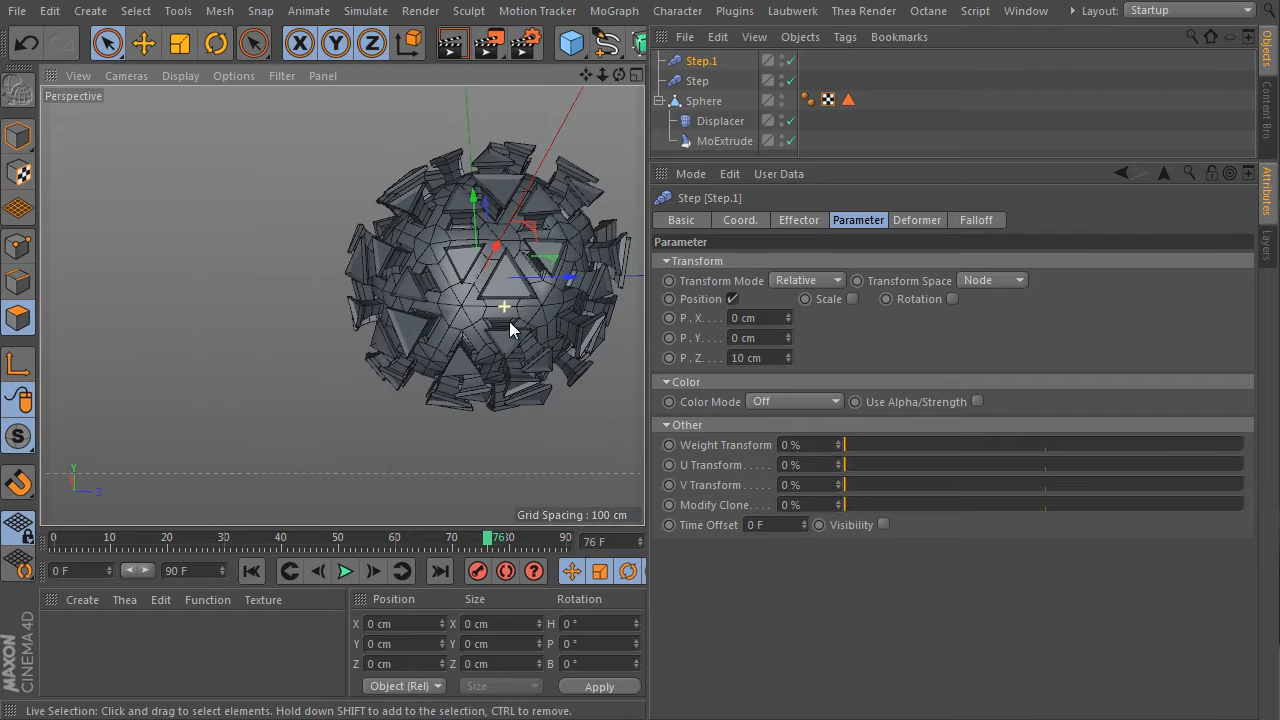 File Edit Create Select Tools Mesh Snap Animate Simulate Render Sculpt Motion Tracker MoGraph Character Plugins Laubwerk Thea Render Octane Script Window Layout: Startup
X Y Z
File Edit View Objects Tags Bookmarks
Step.1
Step
Sphere
Displacer
MoExtrude
Objects
Content Bro
View Cameras Display Options Filter Panel
Perspective
Y
Z
Grid Spacing : 100 cm
Mode Edit User Data
Step [Step.1]
Basic Coord. Effector Parameter Deformer Falloff
Parameter
Transform
Transform Mode Relative Transform Space Node
Position Scale Rotation
P . X. . . . 0 cm
P . Y. . . . 0 cm
P . Z. . . . 10 cm
Color
Color Mode Off Use Alpha/Strength
Other
Weight Transform 0 %
U Transform. . . . . 0 %
V Transform. . . . . 0 %
Modify Clone. . . . 0 %
Time Offset 0 F Visibility
Attributes
Layers
S
0 10 20 30 40 50 60 70 76 80 90 76 F
0 F 90 F
Create Thea Edit Function Texture
Position Size Rotation
X 0 cm X 0 cm H 0 °
Y 0 cm Y 0 cm P 0 °
Z 0 cm Z 0 cm B 0 °
Object (Rel) Size Apply
MAXON
CINEMA 4D
Live Selection: Click and drag to select elements. Hold down SHIFT to add to the selection, CTRL to remove.